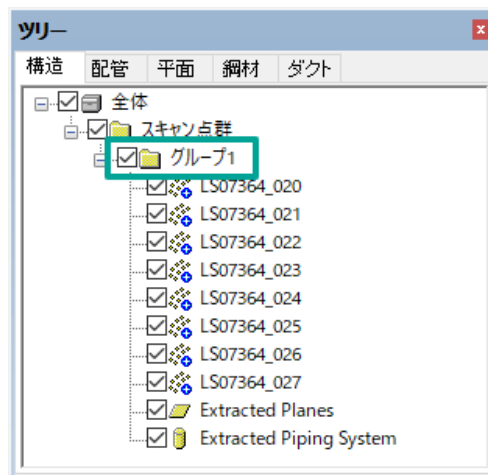 ツリー
構造 配管 平面 鋼材 ダクト
全体
スキャン点群
グループ1
LS07364_020
LS07364_021
LS07364_022
LS07364_023
LS07364_024
LS07364_025
LS07364_026
LS07364_027
Extracted Planes
Extracted Piping System